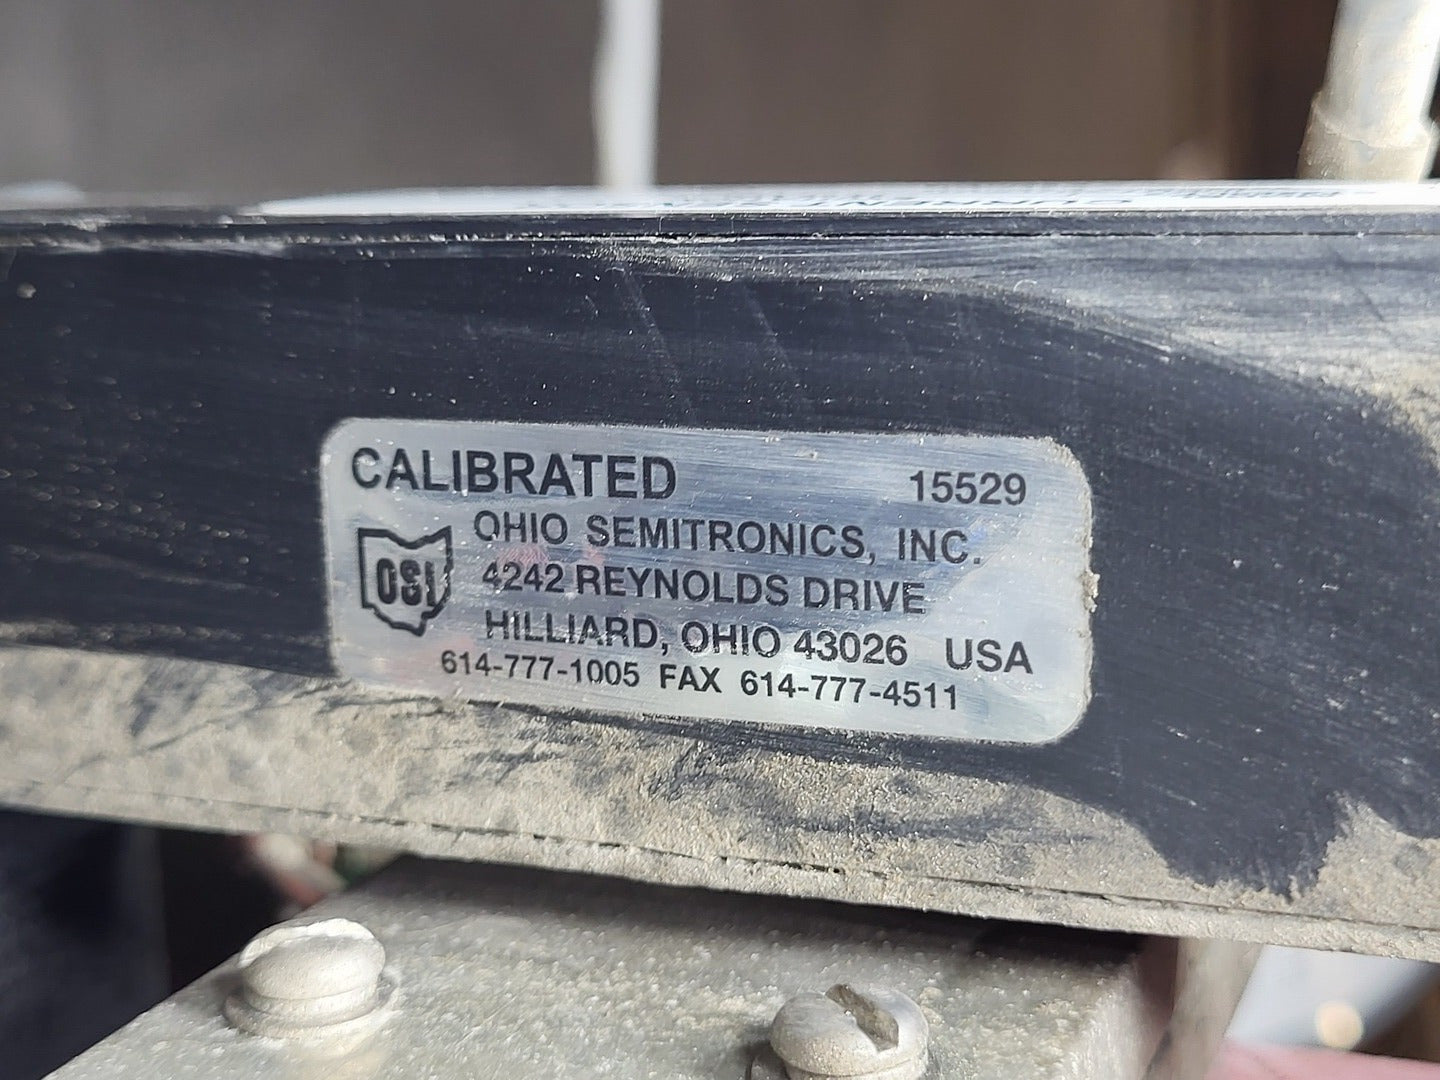 CALIBRATED 15529
OHIO SEMITRONICS, INC.
OSI 4242 REYNOLDS DRIVE
HILLIARD, OHIO 43026 USA
614-777-1005 FAX 614-777-4511